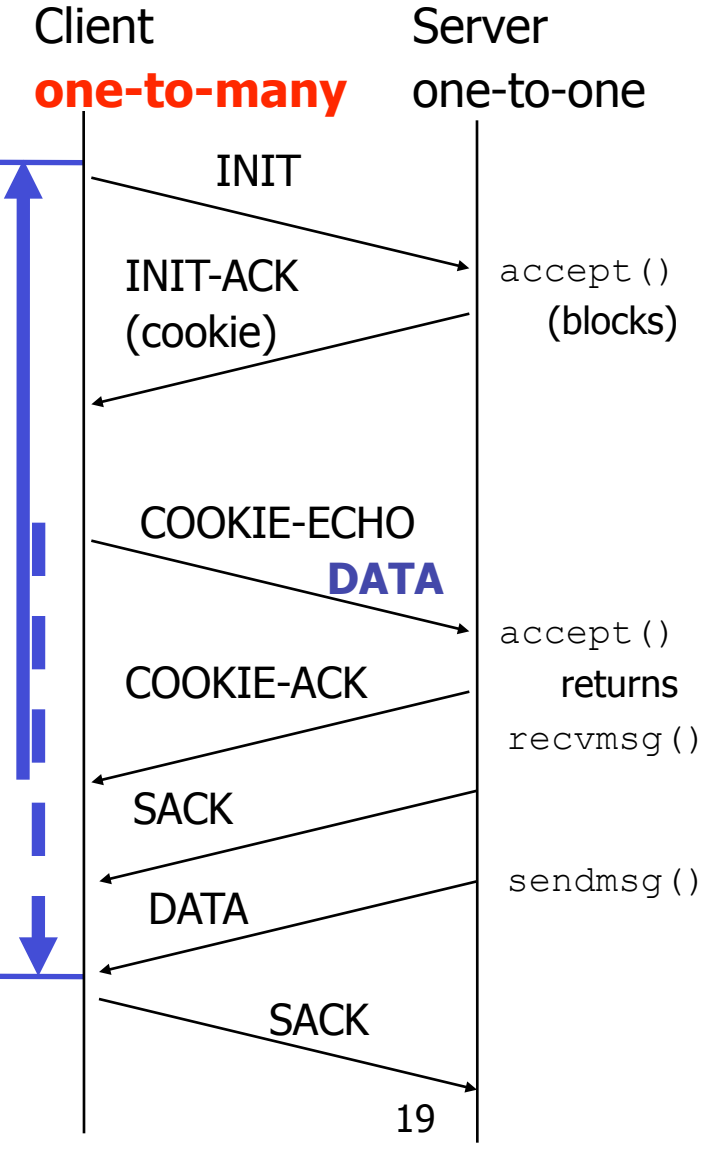 Client Server
one-to-many one-to-one
INIT
INIT-ACK accept()
(cookie) (blocks)
COOKIE-ECHO
DATA
accept()
COOKIE-ACK returns
recvmsg()
SACK
sendmsg()
DATA
SACK
19